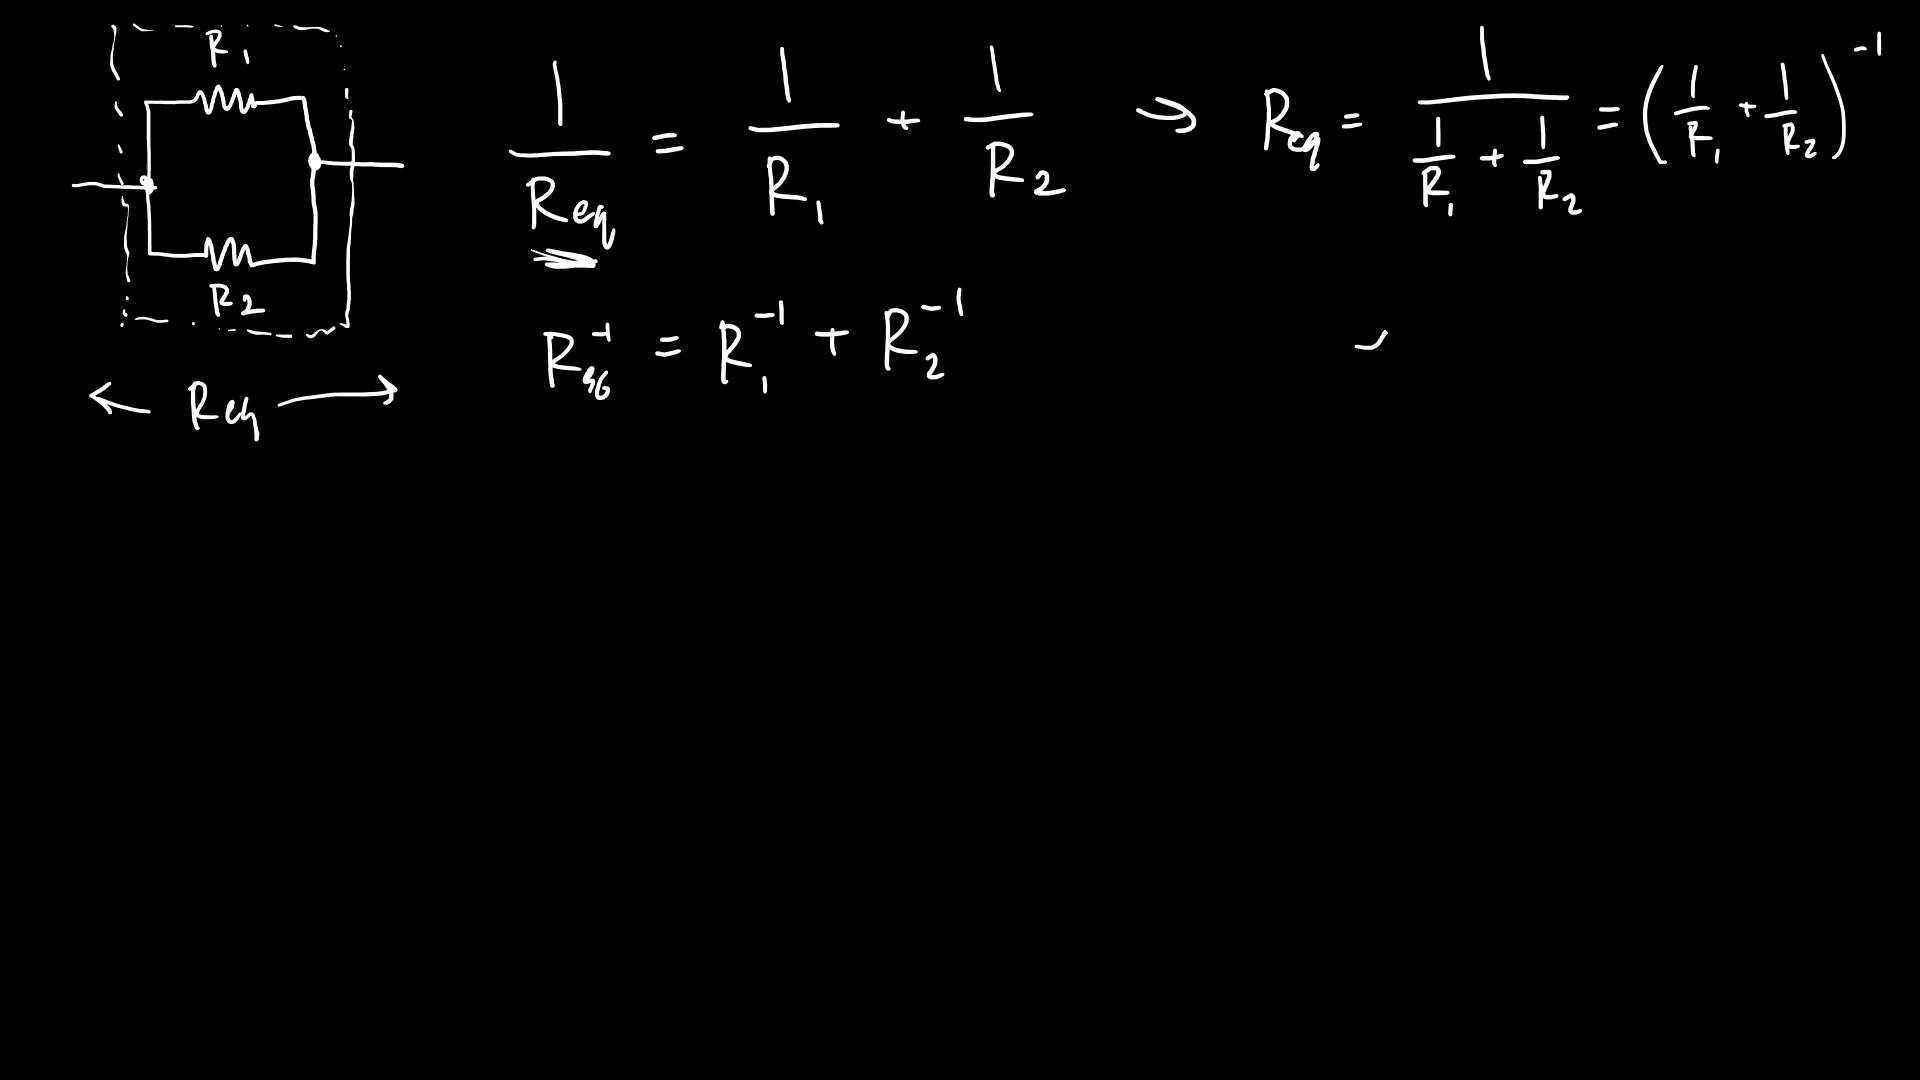 R₁
R₂
← Req →
1/Req = 1/R₁ + 1/R₂ → Req = 1/(1/R₁ + 1/R₂) = (1/R₁ + 1/R₂)⁻¹
Req⁻¹ = R₁⁻¹ + R₂⁻¹